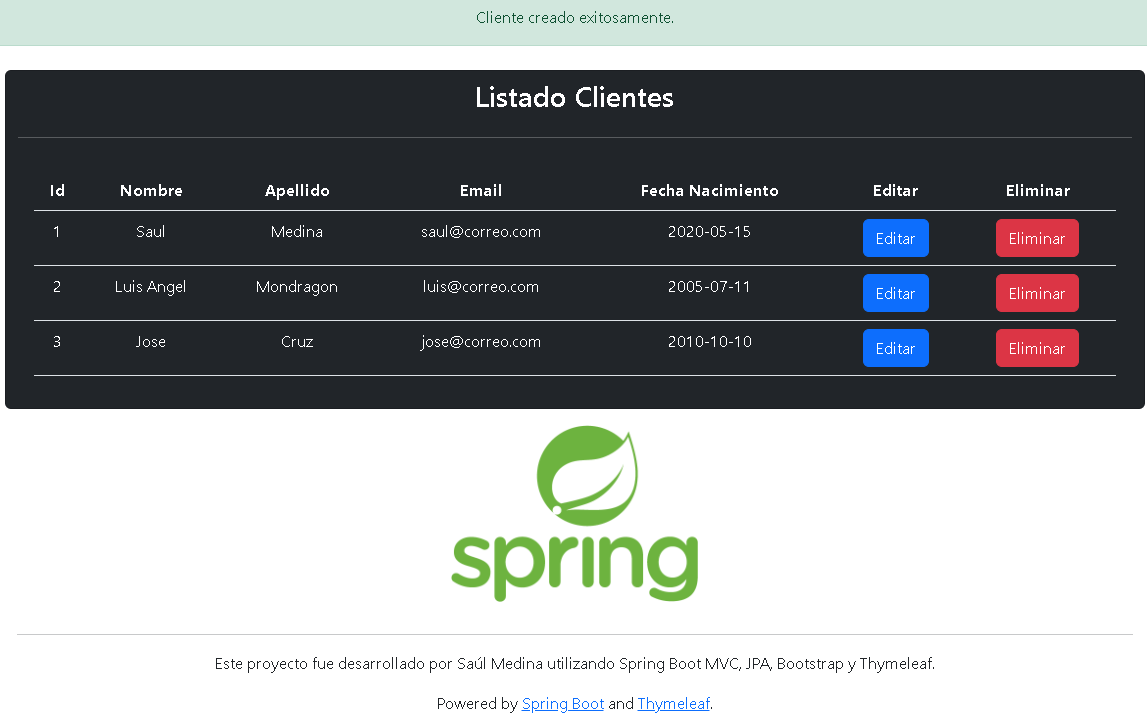 Cliente creado exitosamente.
Listado Clientes
Id Nombre Apellido Email Fecha Nacimiento Editar Eliminar
1 Saul Medina saul@correo.com 2020-05-15 Editar Eliminar
2 Luis Angel Mondragon luis@correo.com 2005-07-11 Editar Eliminar
3 Jose Cruz jose@correo.com 2010-10-10 Editar Eliminar
spring
Este proyecto fue desarrollado por Saúl Medina utilizando Spring Boot MVC, JPA, Bootstrap y Thymeleaf.
Powered by Spring Boot and Thymeleaf.